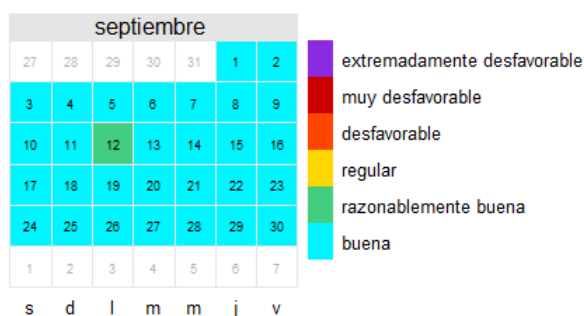 septiembre
27 28 29 30 31 1 2
3 4 5 6 7 8 9
10 11 12 13 14 15 16
17 18 19 20 21 22 23
24 25 26 27 28 29 30
1 2 3 4 5 6 7
s d l m m j v
extremadamente desfavorable
muy desfavorable
desfavorable
regular
razonablemente buena
buena